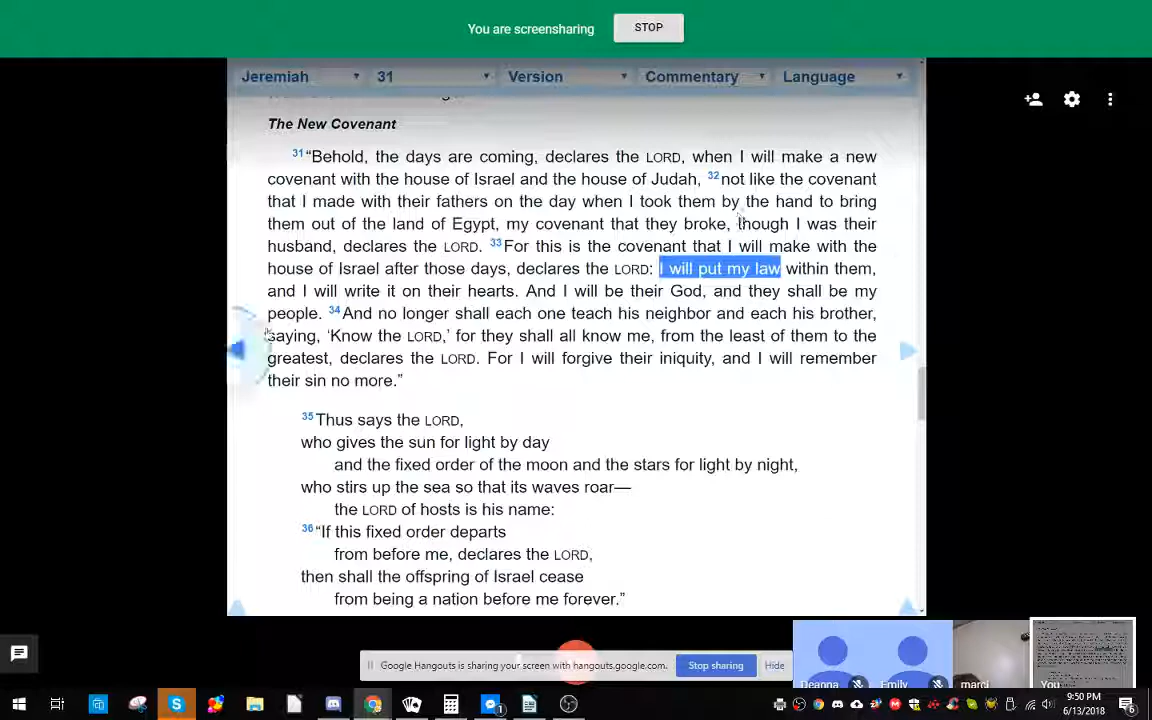 You are screensharing STOP
Jeremiah 31 Version Commentary Language
The New Covenant
31 “Behold, the days are coming, declares the LORD, when I will make a new
covenant with the house of Israel and the house of Judah, 32 not like the covenant
that I made with their fathers on the day when I took them by the hand to bring
them out of the land of Egypt, my covenant that they broke, though I was their
husband, declares the LORD. 33 For this is the covenant that I will make with the
house of Israel after those days, declares the LORD: I will put my law within them,
and I will write it on their hearts. And I will be their God, and they shall be my
people. 34 And no longer shall each one teach his neighbor and each his brother,
saying, ‘Know the LORD,’ for they shall all know me, from the least of them to the
greatest, declares the LORD. For I will forgive their iniquity, and I will remember
their sin no more.”
35 Thus says the LORD,
who gives the sun for light by day
and the fixed order of the moon and the stars for light by night,
who stirs up the sea so that its waves roar—
the LORD of hosts is his name:
36 “If this fixed order departs
from before me, declares the LORD,
then shall the offspring of Israel cease
from being a nation before me forever.”
Google Hangouts is sharing your screen with hangouts.google.com. Stop sharing Hide
Deanna Emily marci You
9:50 PM
6/13/2018